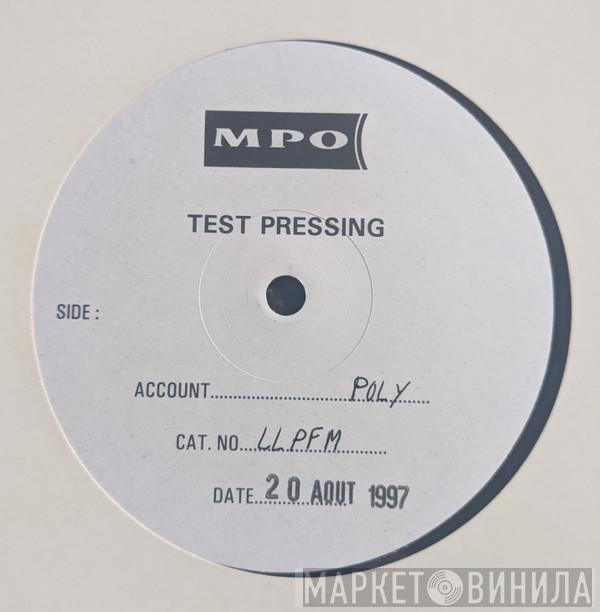 MPO
TEST PRESSING
SIDE :
ACCOUNT..............................POLY......
CAT. NO....LLPFM............
DATE..20 AOUT 1997
МАРКЕТ ВИНИЛА